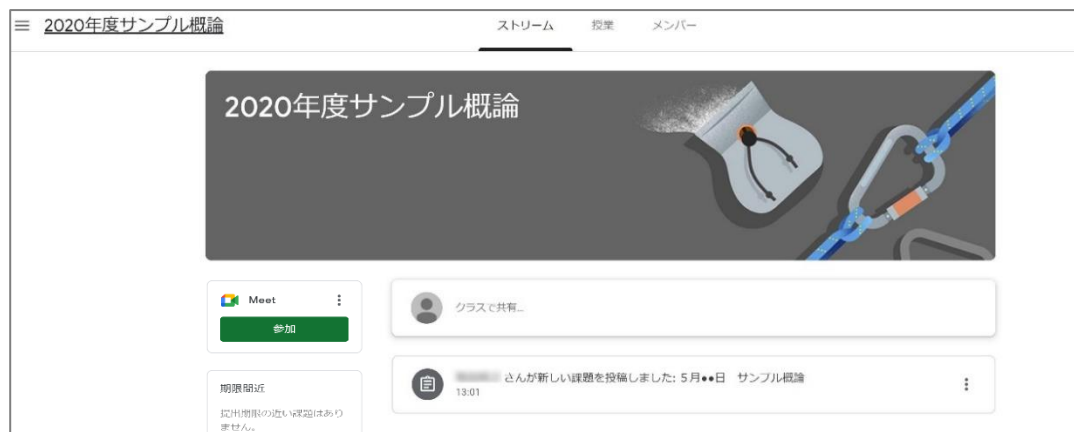 2020年度サンプル概論
ストリーム 授業 メンバー
2020年度サンプル概論
Meet
参加
クラスで共有...
さんが新しい課題を投稿しました: 5月●●日 サンプル概論
13:01
期限間近
提出期限の近い課題はあり
ません。